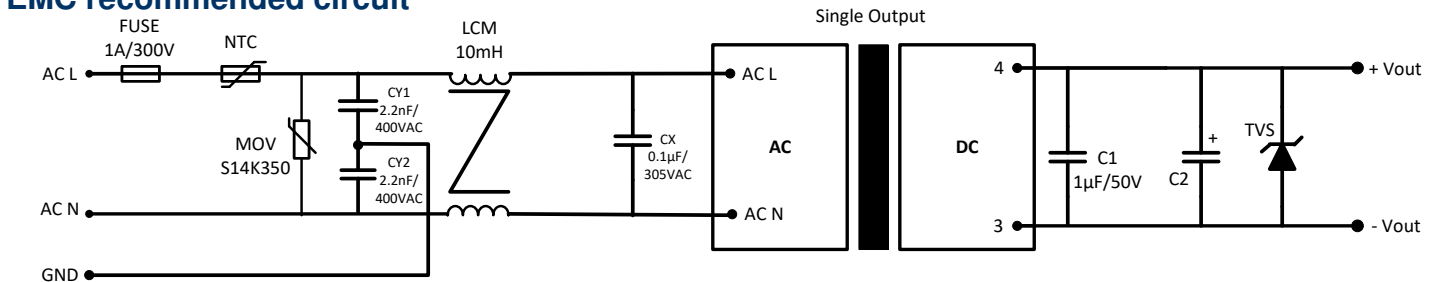 EMC recommended circuit
Single Output
FUSE
1A/300V
NTC
LCM
10mH
AC L
CY1
2.2nF/
400VAC
MOV
S14K350
CY2
2.2nF/
400VAC
CX
0.1µF/
305VAC
AC L
AC
AC N
DC
4
3
C1
1µF/50V
+
C2
TVS
+ Vout
- Vout
AC N
GND